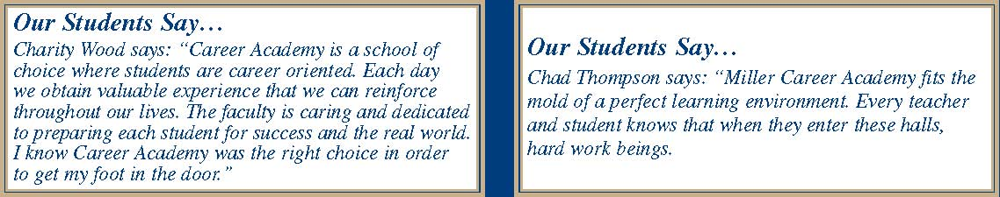 Our Students Say…
Charity Wood says: “Career Academy is a school of
choice where students are career oriented. Each day
we obtain valuable experience that we can reinforce
throughout our lives. The faculty is caring and dedicated
to preparing each student for success and the real world.
I know Career Academy was the right choice in order
to get my foot in the door.”
Our Students Say…
Chad Thompson says: “Miller Career Academy fits the
mold of a perfect learning environment. Every teacher
and student knows that when they enter these halls,
hard work beings.